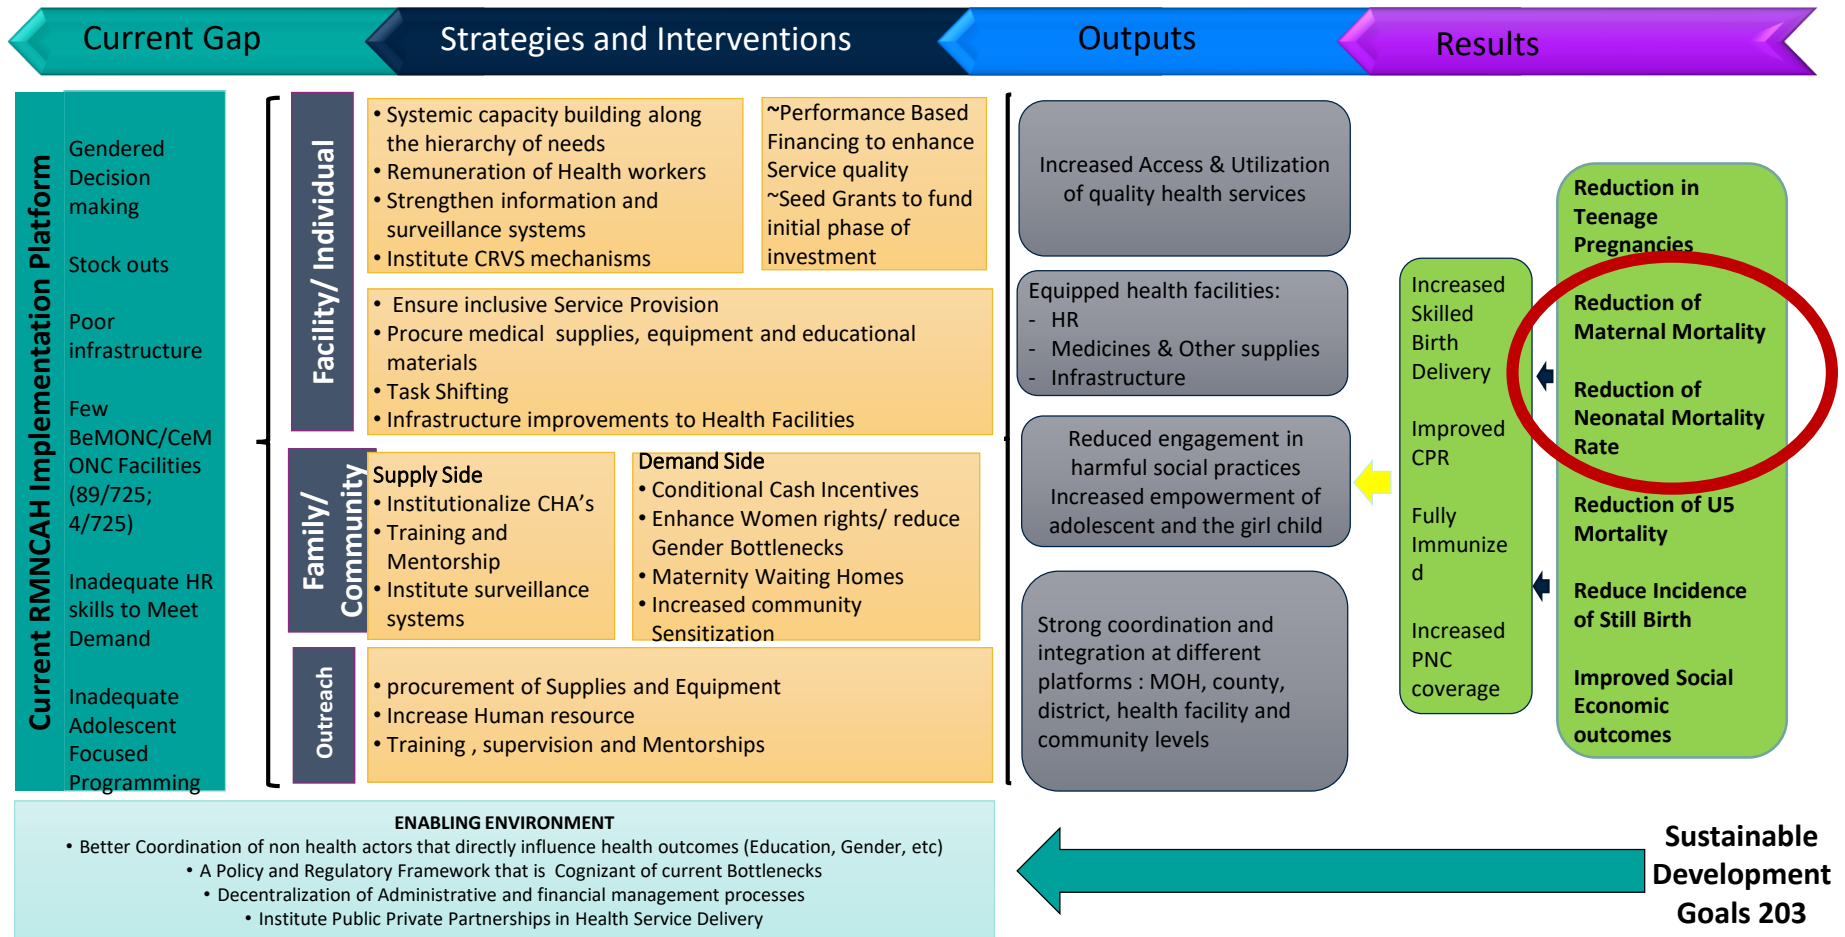 Current Gap
Strategies and Interventions
Outputs
Results
Current RMNCAH Implementation Platform
Gendered
Decision
making
Stock outs
Poor
infrastructure
Few
BeMONC/CeM
ONC Facilities
(89/725;
4/725)
Inadequate HR
skills to Meet
Demand
Inadequate
Adolescent
Focused
Programming
Facility/ Individual
• Systemic capacity building along
the hierarchy of needs
• Remuneration of Health workers
• Strengthen information and
surveillance systems
• Institute CRVS mechanisms
~Performance Based
Financing to enhance
Service quality
~Seed Grants to fund
initial phase of
investment
• Ensure inclusive Service Provision
• Procure medical supplies, equipment and educational
materials
• Task Shifting
• Infrastructure improvements to Health Facilities
Family/
Community
Supply Side
• Institutionalize CHA's
• Training and
Mentorship
• Institute surveillance
systems
Demand Side
• Conditional Cash Incentives
• Enhance Women rights/ reduce
Gender Bottlenecks
• Maternity Waiting Homes
• Increased community
Sensitization
Outreach
• procurement of Supplies and Equipment
• Increase Human resource
• Training , supervision and Mentorships
Increased Access & Utilization
of quality health services
Equipped health facilities:
- HR
- Medicines & Other supplies
- Infrastructure
Reduced engagement in
harmful social practices
Increased empowerment of
adolescent and the girl child
Strong coordination and
integration at different
platforms : MOH, county,
district, health facility and
community levels
Increased
Skilled
Birth
Delivery
Improved
CPR
Fully
Immunize
d
Increased
PNC
coverage
Reduction in
Teenage
Pregnancies
Reduction of
Maternal Mortality
Reduction of
Neonatal Mortality
Rate
Reduction of U5
Mortality
Reduce Incidence
of Still Birth
Improved Social
Economic
outcomes
ENABLING ENVIRONMENT
• Better Coordination of non health actors that directly influence health outcomes (Education, Gender, etc)
• A Policy and Regulatory Framework that is Cognizant of current Bottlenecks
• Decentralization of Administrative and financial management processes
• Institute Public Private Partnerships in Health Service Delivery
Sustainable
Development
Goals 203